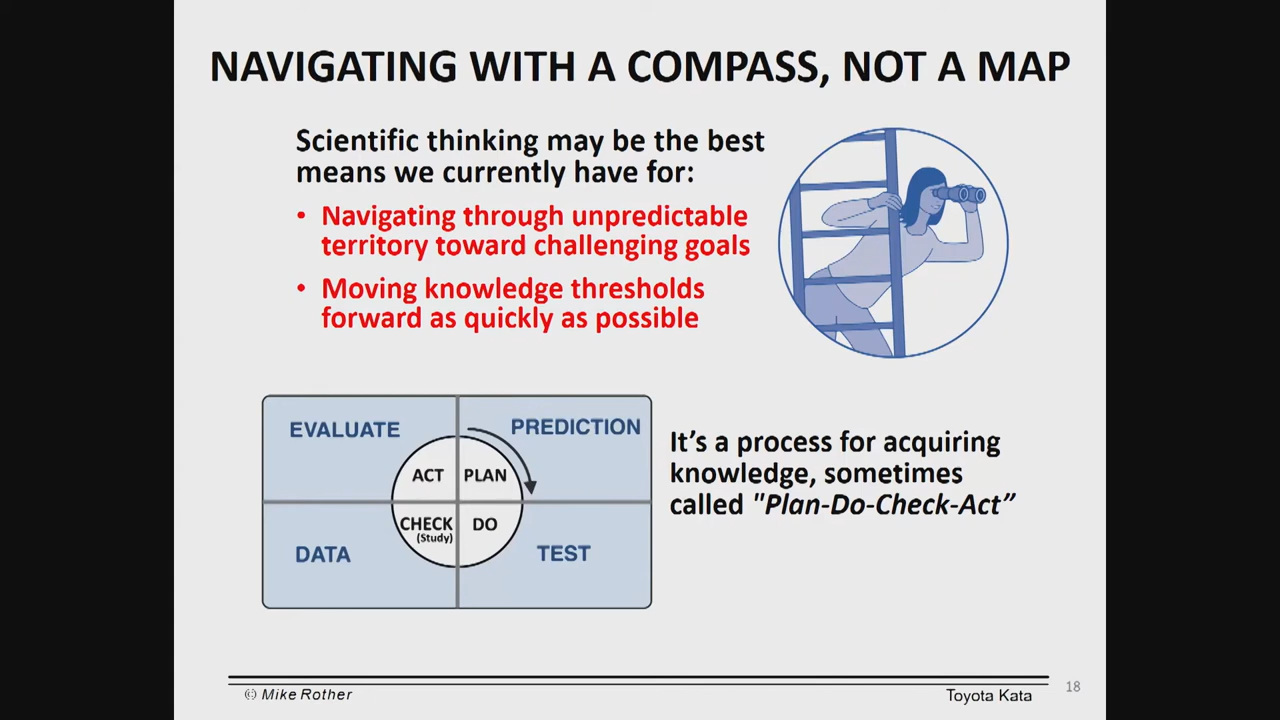 NAVIGATING WITH A COMPASS, NOT A MAP
Scientific thinking may be the best
means we currently have for:
• Navigating through unpredictable
territory toward challenging goals
• Moving knowledge thresholds
forward as quickly as possible
EVALUATE
PREDICTION
ACT
PLAN
CHECK
(Study)
DO
DATA
TEST
It’s a process for acquiring
knowledge, sometimes
called "Plan-Do-Check-Act”
© Mike Rother
Toyota Kata
18